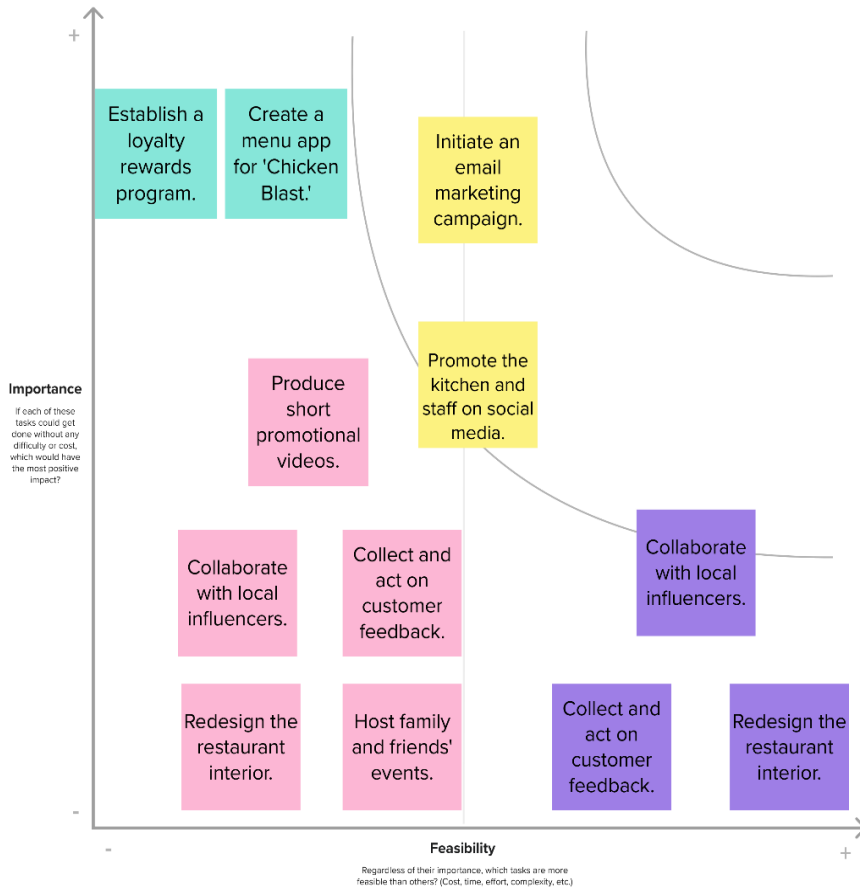 +
Establish a
loyalty
rewards
program.
Create a
menu app
for 'Chicken
Blast.'
Initiate an
email
marketing
campaign.
Importance
If each of these
tasks could get
done without any
difficulty or cost,
which would have
the most positive
impact?
Produce
short
promotional
videos.
Promote the
kitchen and
staff on social
media.
Collaborate
with local
influencers.
Collect and
act on
customer
feedback.
Collaborate
with local
influencers.
Redesign the
restaurant
interior.
Host family
and friends'
events.
Collect and
act on
customer
feedback.
Redesign the
restaurant
interior.
-
-
Feasibility
+
Regardless of their importance, which tasks are more
feasible than others? (Cost, time, effort, complexity, etc.)